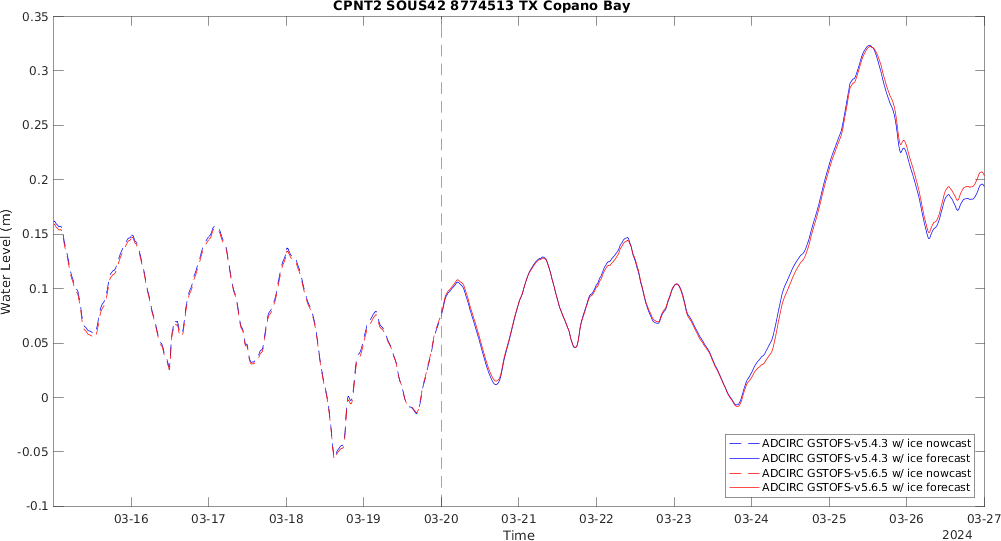 CPNT2 SOUS42 8774513 TX Copano Bay
0.35
0.3
0.25
0.2
0.15
0.1
0.05
0
-0.05
-0.1
Water Level (m)
ADCIRC GSTOFS-v5.4.3 w/ ice nowcast
ADCIRC GSTOFS-v5.4.3 w/ ice forecast
ADCIRC GSTOFS-v5.6.5 w/ ice nowcast
ADCIRC GSTOFS-v5.6.5 w/ ice forecast
03-16 03-17 03-18 03-19 03-20 03-21 03-22 03-23 03-24 03-25 03-26 03-27
Time
2024